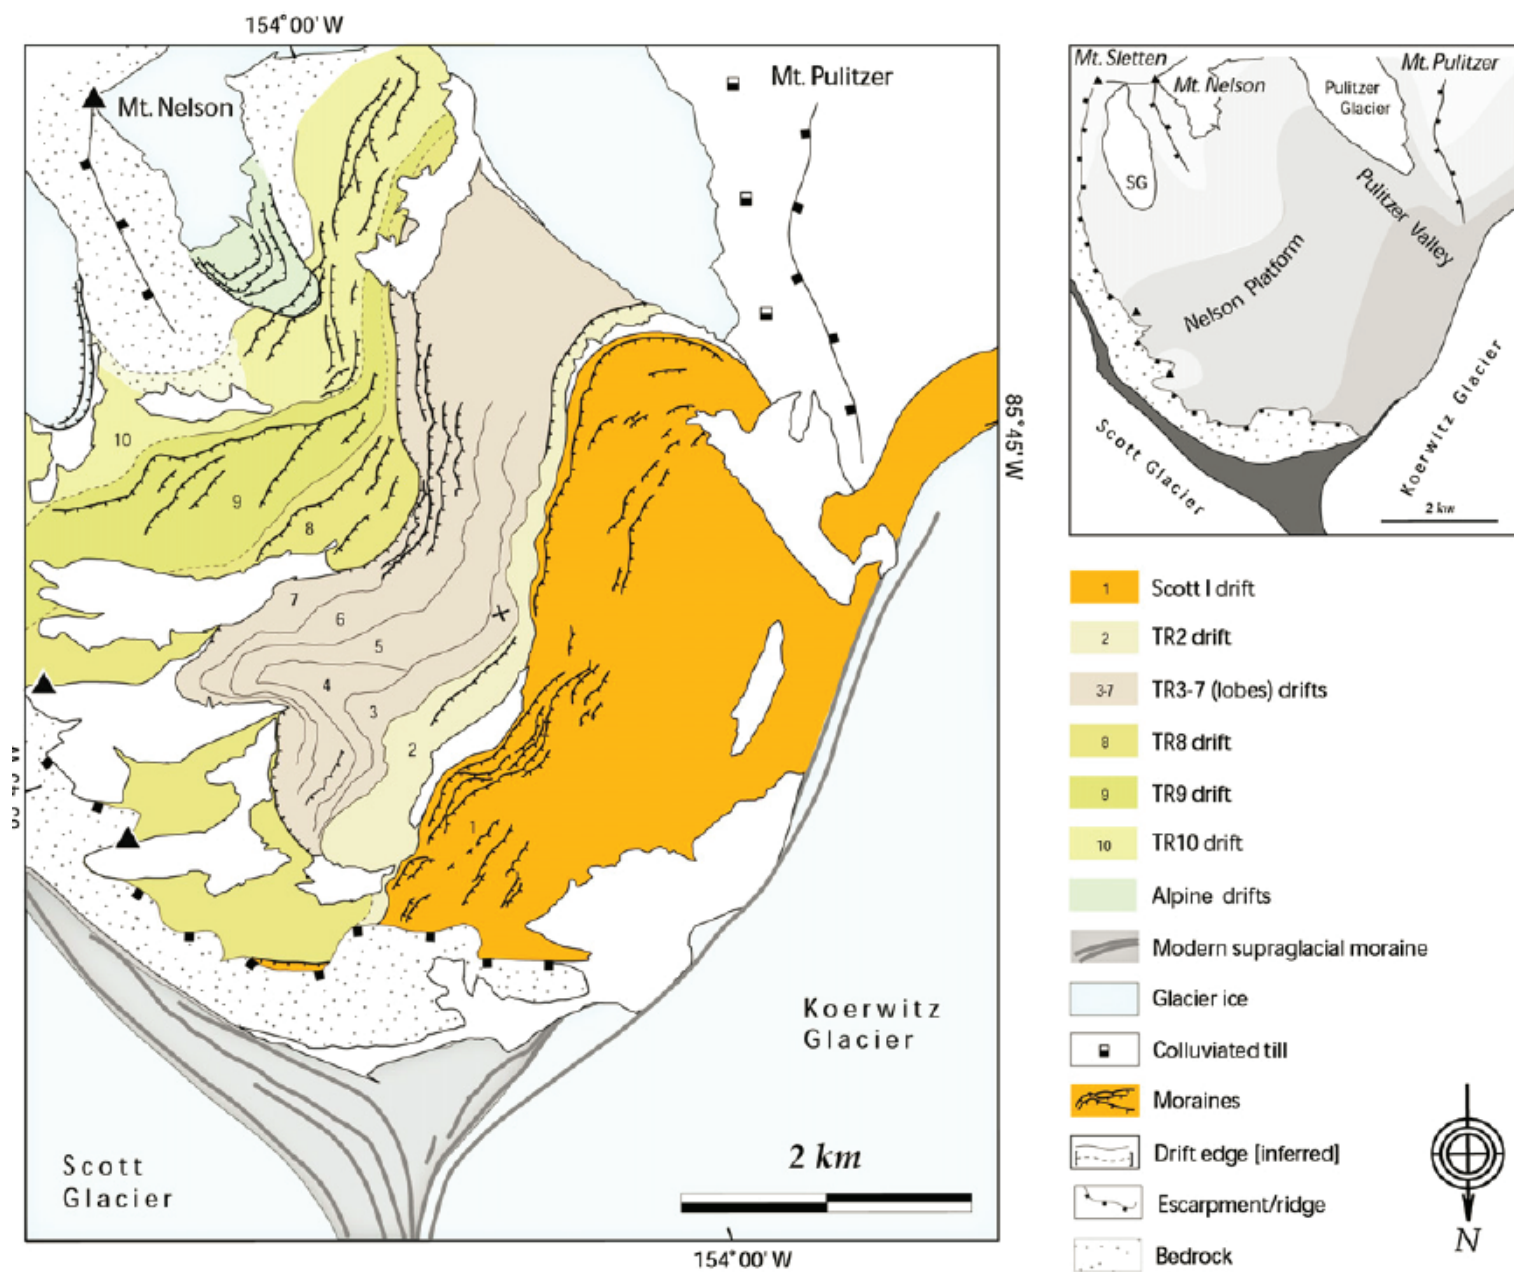 154°00' W
Mt. Nelson
Mt. Pulitzer
10
9
8
7
6
5
4
3
2
1
85°45' W
Koerwitz
Glacier
Scott
Glacier
2 km
154°00' W
Mt. Sletten
Mt. Nelson
Mt. Pulitzer
Pulitzer
Glacier
SG
Pulitzer Valley
Nelson Platform
Scott Glacier
Koerwitz Glacier
2 km
1 Scott I drift
2 TR2 drift
3-7 TR3-7 (lobes) drifts
8 TR8 drift
9 TR9 drift
10 TR10 drift
Alpine drifts
Modern supraglacial moraine
Glacier ice
Colluviated till
Moraines
Drift edge [inferred]
Escarpment/ridge
Bedrock
N